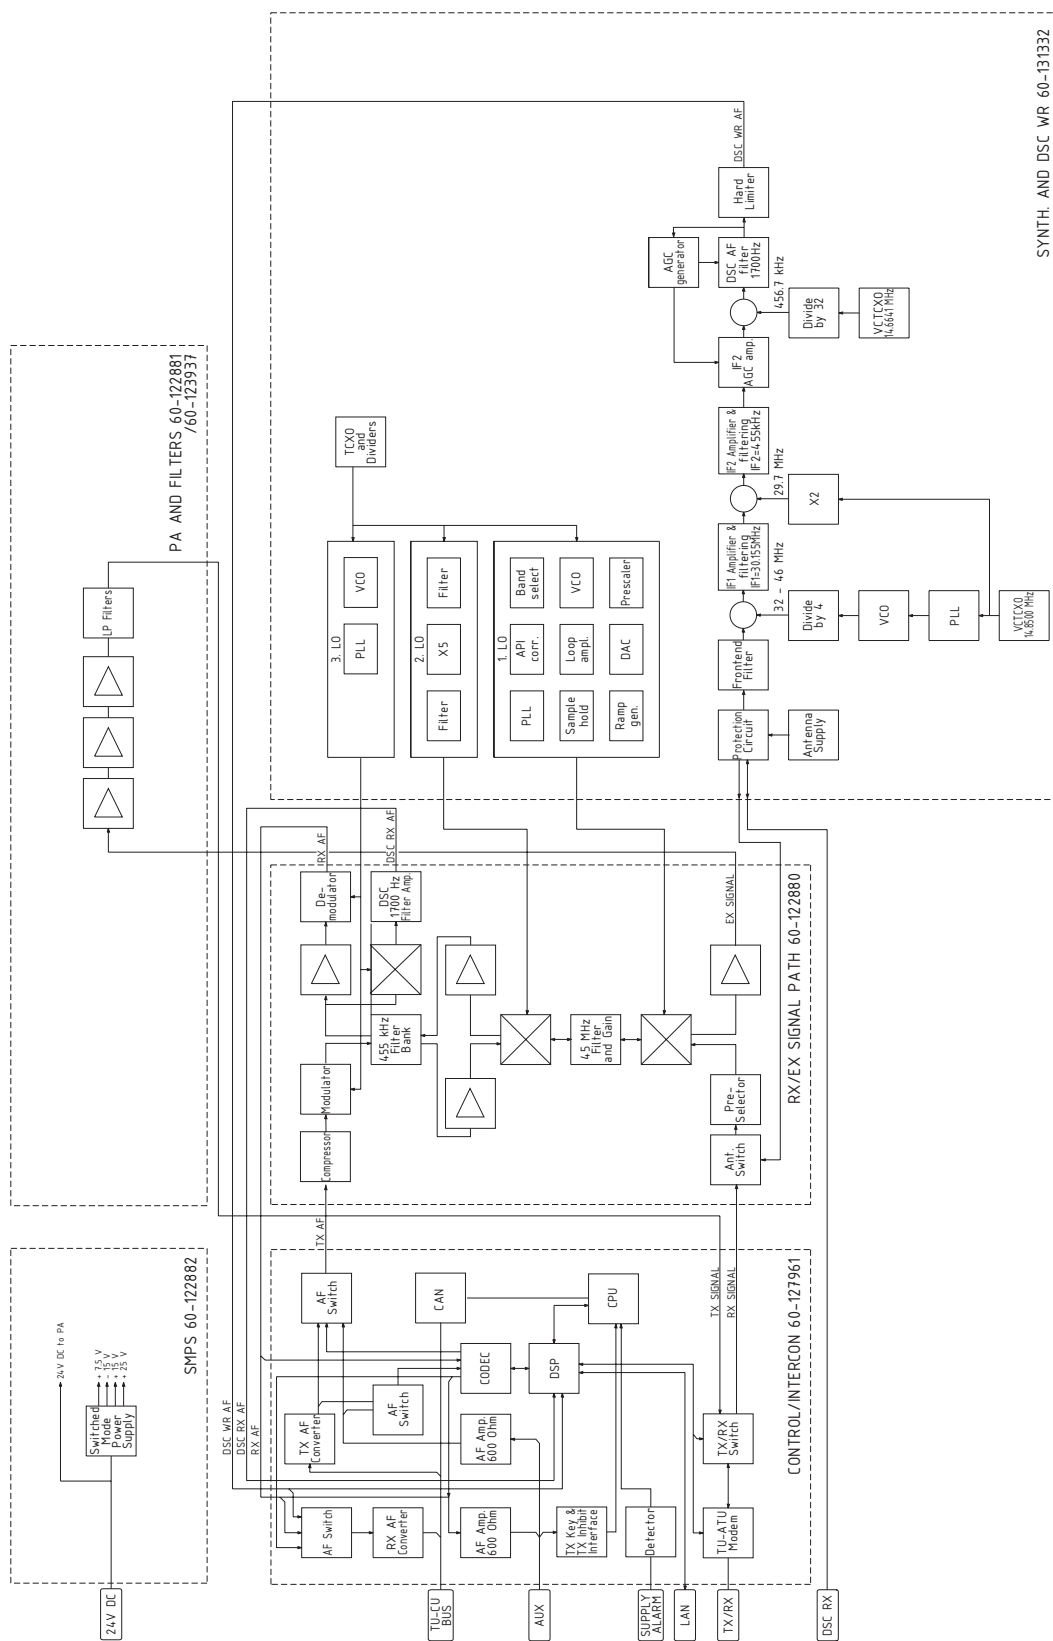 24V DC
Switched
Mode
Power
Supply
24V DC to PA
+ 7.5 V
- 15 V
+ 15 V
+ 25 V
SMPS 60-122882
LP Filters
PA AND FILTERS 60-122881
/60-123937
DSC WR AF
DSC RX AF
RX AF
AF Switch
RX AF
Converter
TX AF
Converter
AF
Switch
AF
Switch
TX AF
TU-CU
BUS
CAN
CODEC
AF Amp.
600 Ohm
AF Amp.
600 Ohm
AUX
DSP
TX Key &
TX Inhibit
Interface
CPU
SUPPLY
ALARM
Detector
LAN
TX/RX
TU-ATU
Modem
TX/RX
Switch
TX SIGNAL
RX SIGNAL
CONTROL/INTERCON 60-127961
DSC RX
Compressor
Modulator
455 kHz
Filter
Bank
De-
modulator
RX AF
DSC
1700 Hz
Filter Amp.
DSC RX AF
45 MHz
Filter
and Gain
Ant.
Switch
Pre-
Selector
EX SIGNAL
RX/EX SIGNAL PATH 60-122880
3. LO
PLL
VCO
TCXO
and
Dividers
2. LO
Filter
X5
Filter
1. LO
PLL
API
corr.
Band
select
Sample
hold
Loop
ampl.
VCO
Ramp
gen.
DAC
Prescaler
Protection
Circuit
Antenna
Supply
Frontend
Filter
IF1 Amplifier &
filtering
IF1=30.155MHz
32 - 46 MHz
Divide
by 4
VCO
PLL
VCTCXO
14.8500 MHz
IF2 Amplifier &
filtering
IF2=455kHz
29.7 MHz
X2
IF2
AGC amp.
AGC
generator
DSC AF
filter
1700Hz
456.7 kHz
Divide
by 32
VCTCXO
14.6641 MHz
Hard
Limiter
DSC WR AF
SYNTH. AND DSC WR 60-131332